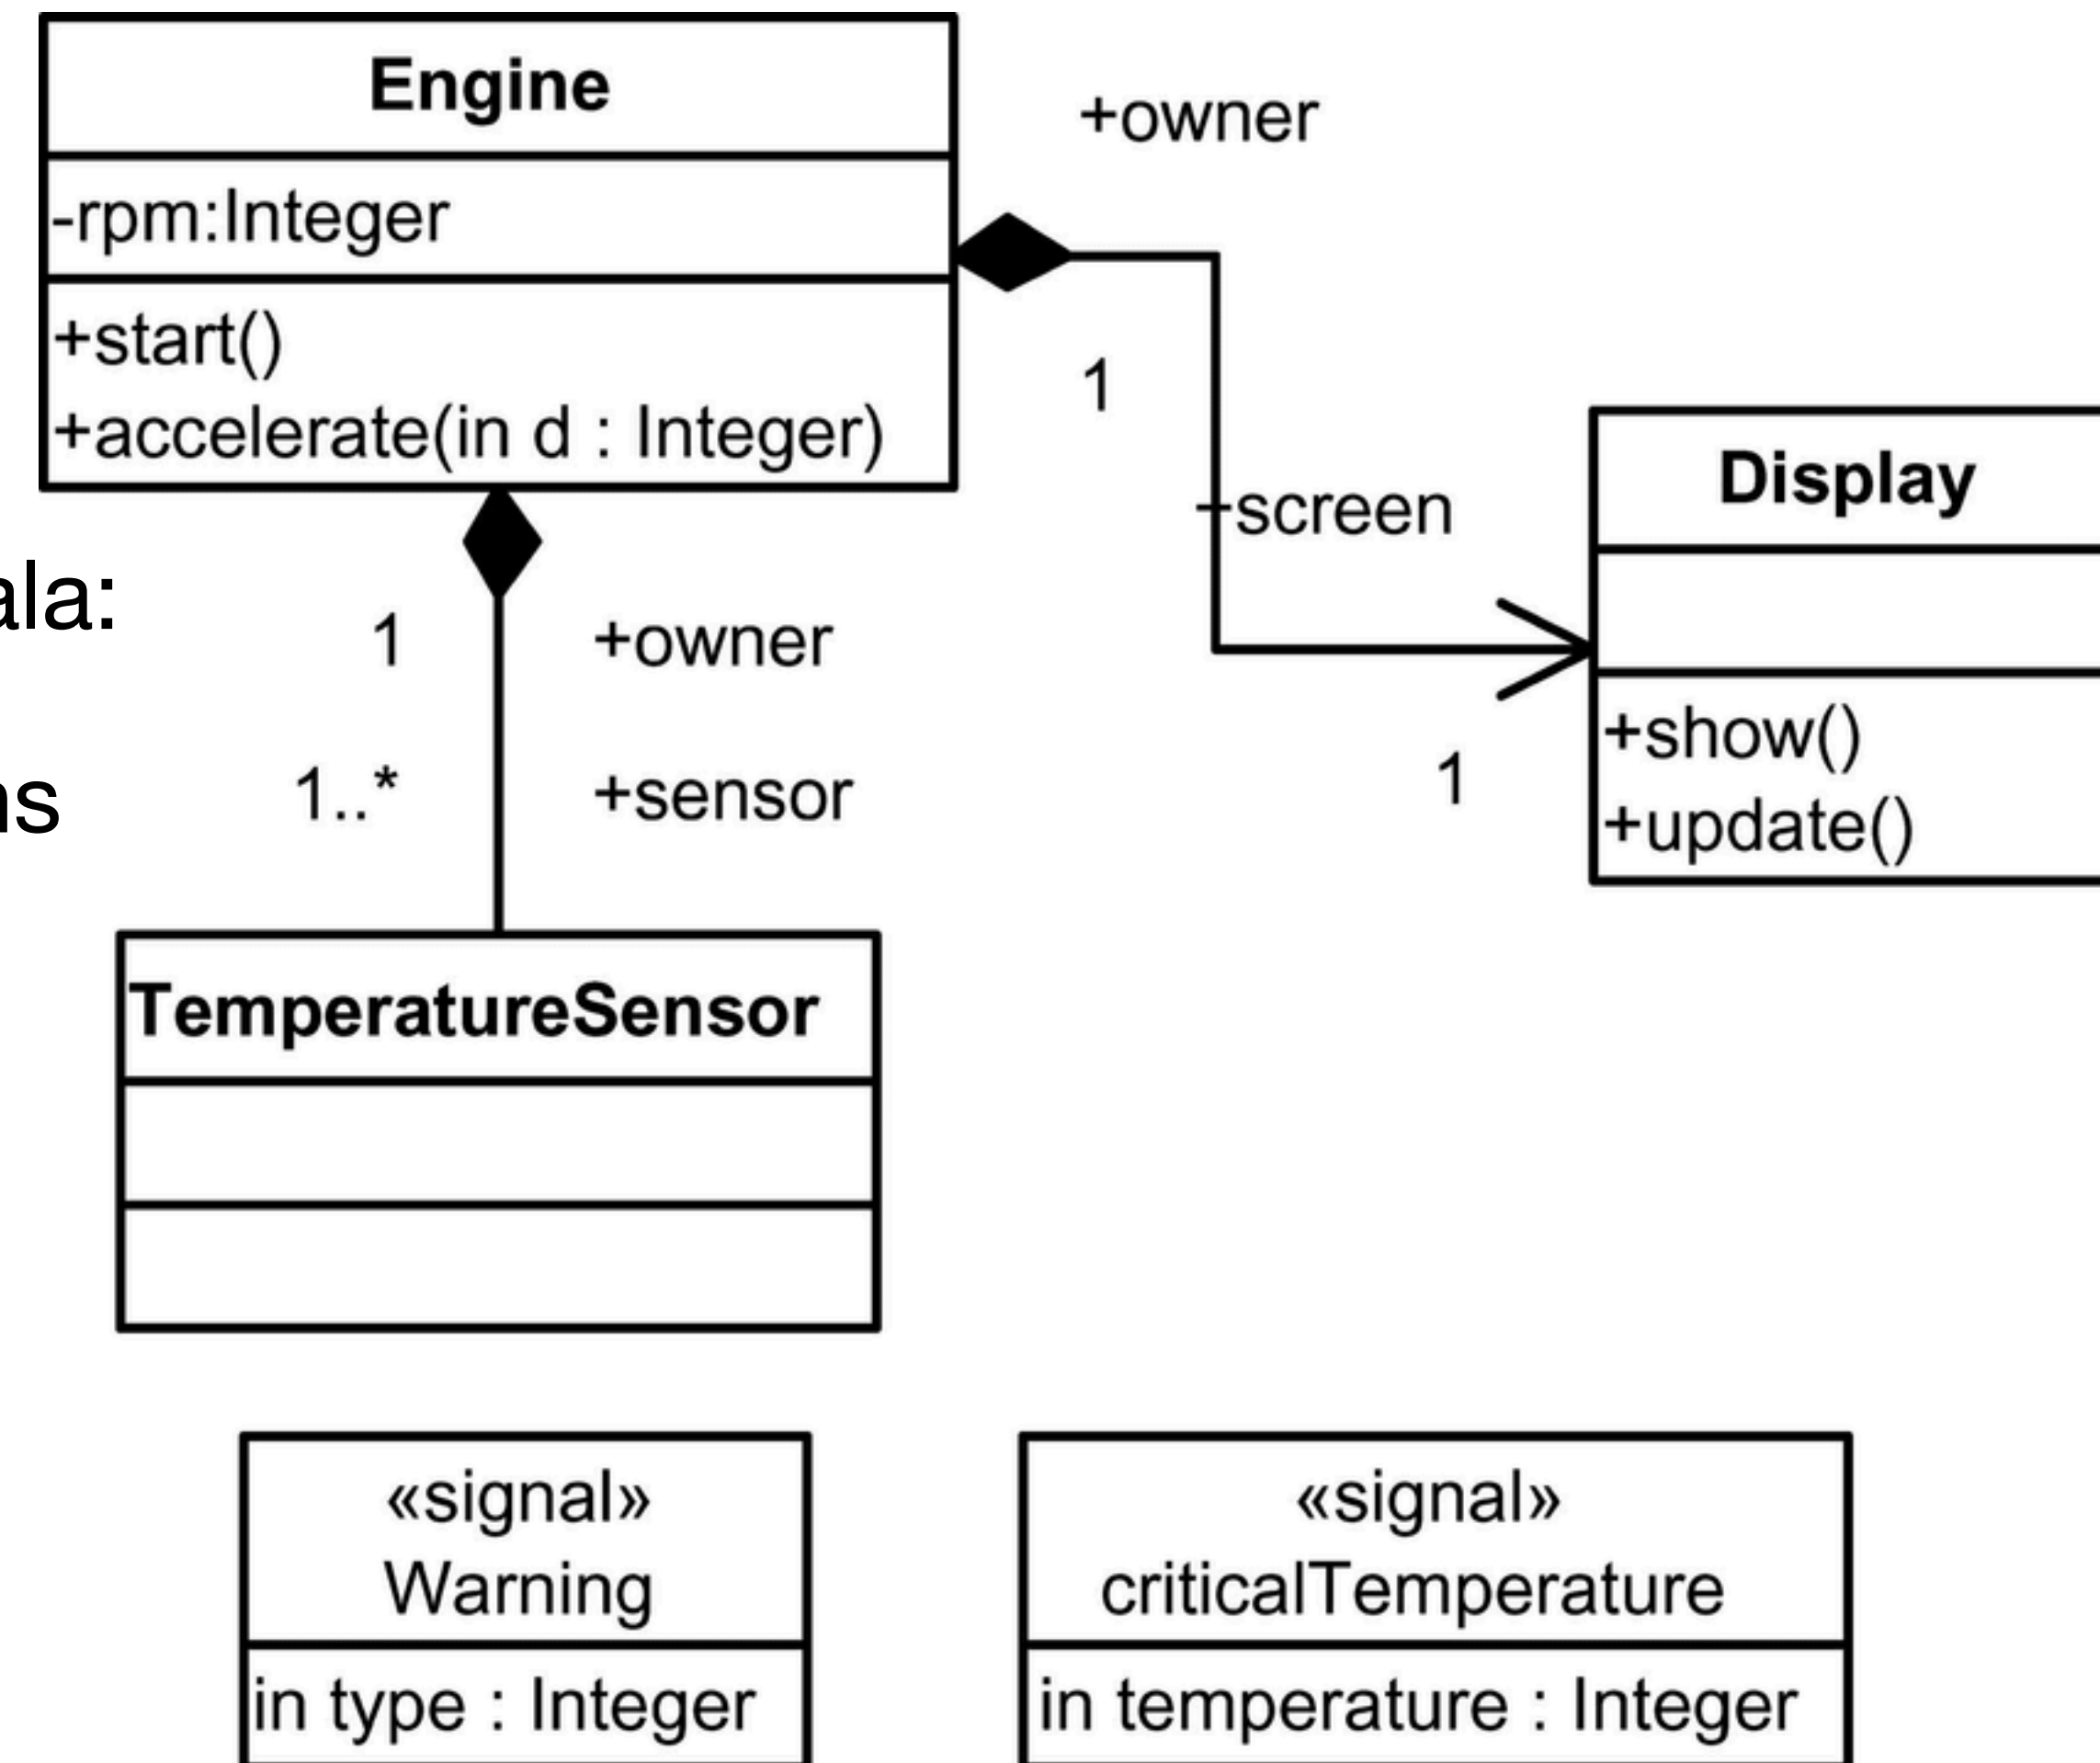 Engine
-rpm:Integer
+start()
+accelerate(in d : Integer)
+owner
1
+screen
1
Display
+show()
+update()
ala:
ns
1
+owner
1..*
+sensor
TemperatureSensor
«signal»
Warning
in type : Integer
«signal»
criticalTemperature
in temperature : Integer